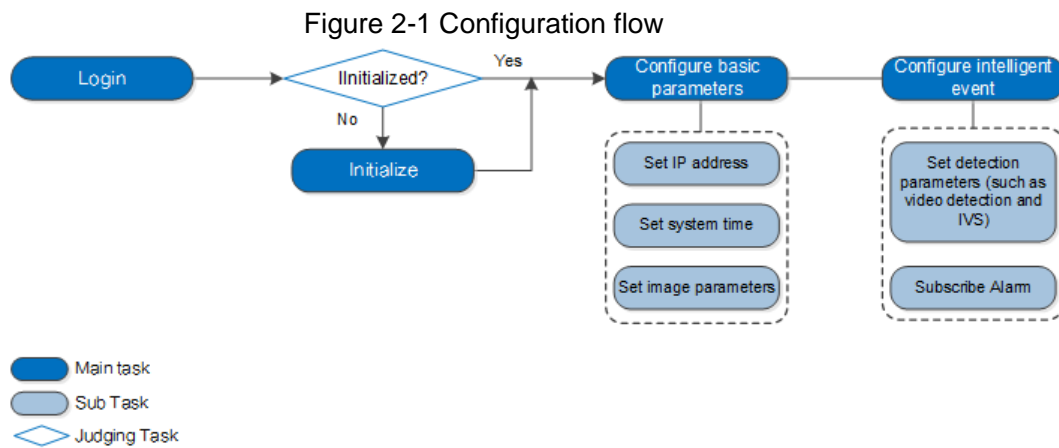 Figure 2-1 Configuration flow
Login
IInitialized?
Yes
No
Initialize
Configure basic
parameters
Configure intelligent
event
Set IP address
Set system time
Set image parameters
Set detection
parameters (such as
video detection and
IVS)
Subscribe Alarm
Main task
Sub Task
Judging Task